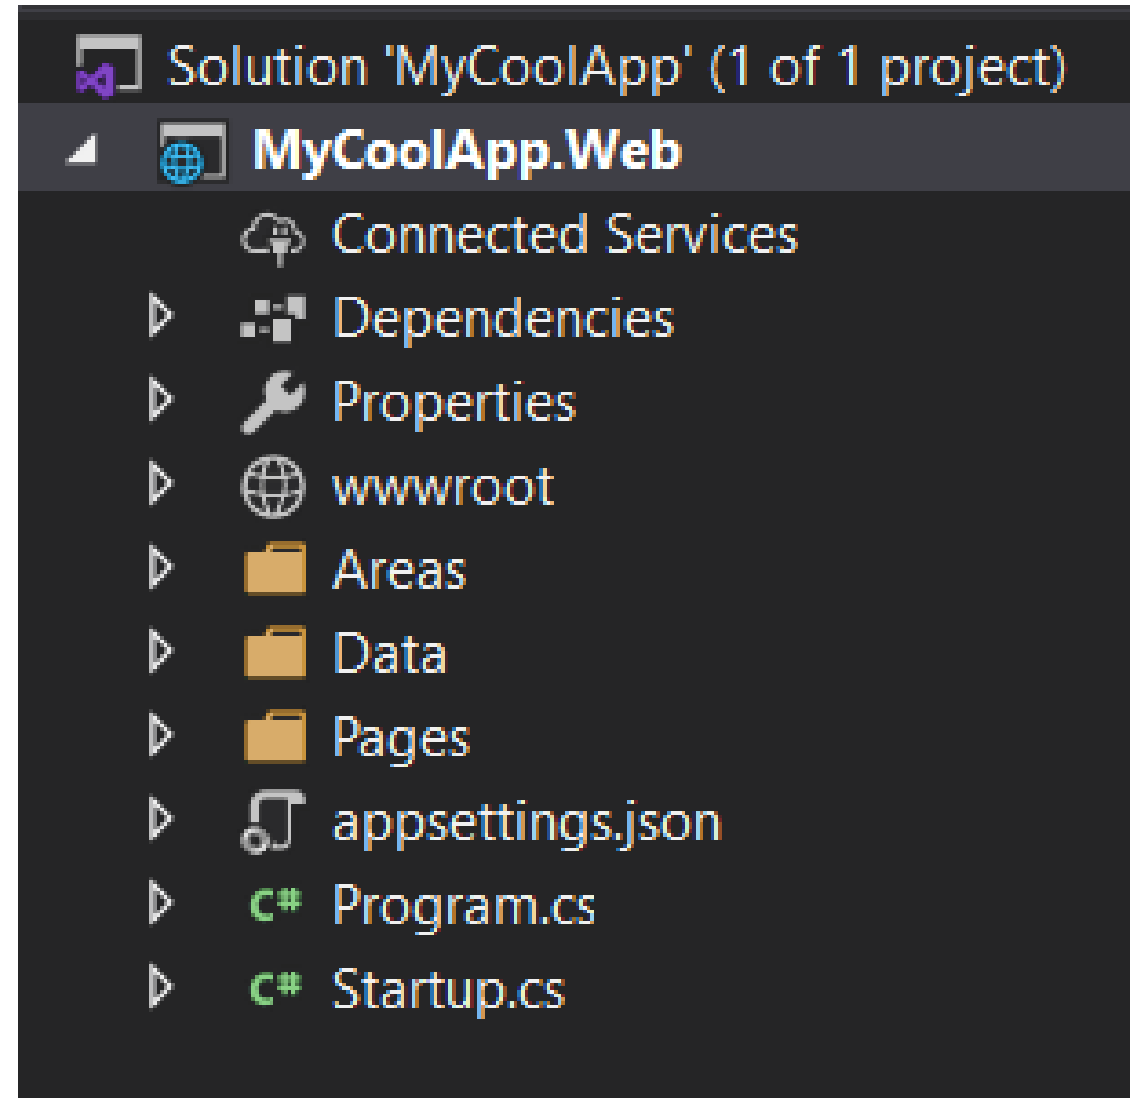 Solution 'MyCoolApp' (1 of 1 project)
MyCoolApp.Web
Connected Services
Dependencies
Properties
wwwroot
Areas
Data
Pages
appsettings.json
C# Program.cs
C# Startup.cs